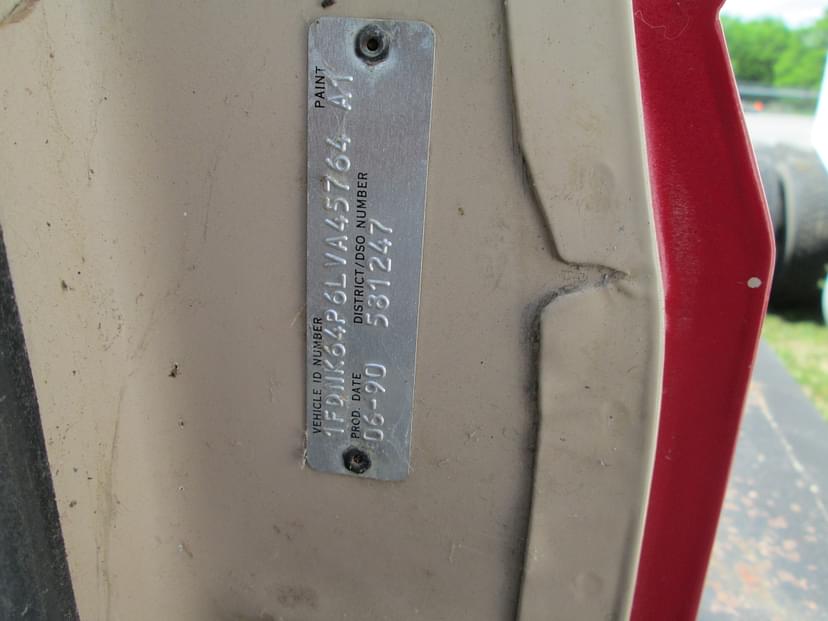 VEHICLE ID NUMBER PAINT
1FDNK64P6LVA45764 A1
PROD. DATE DISTRICT/DSO NUMBER
06-90 581247